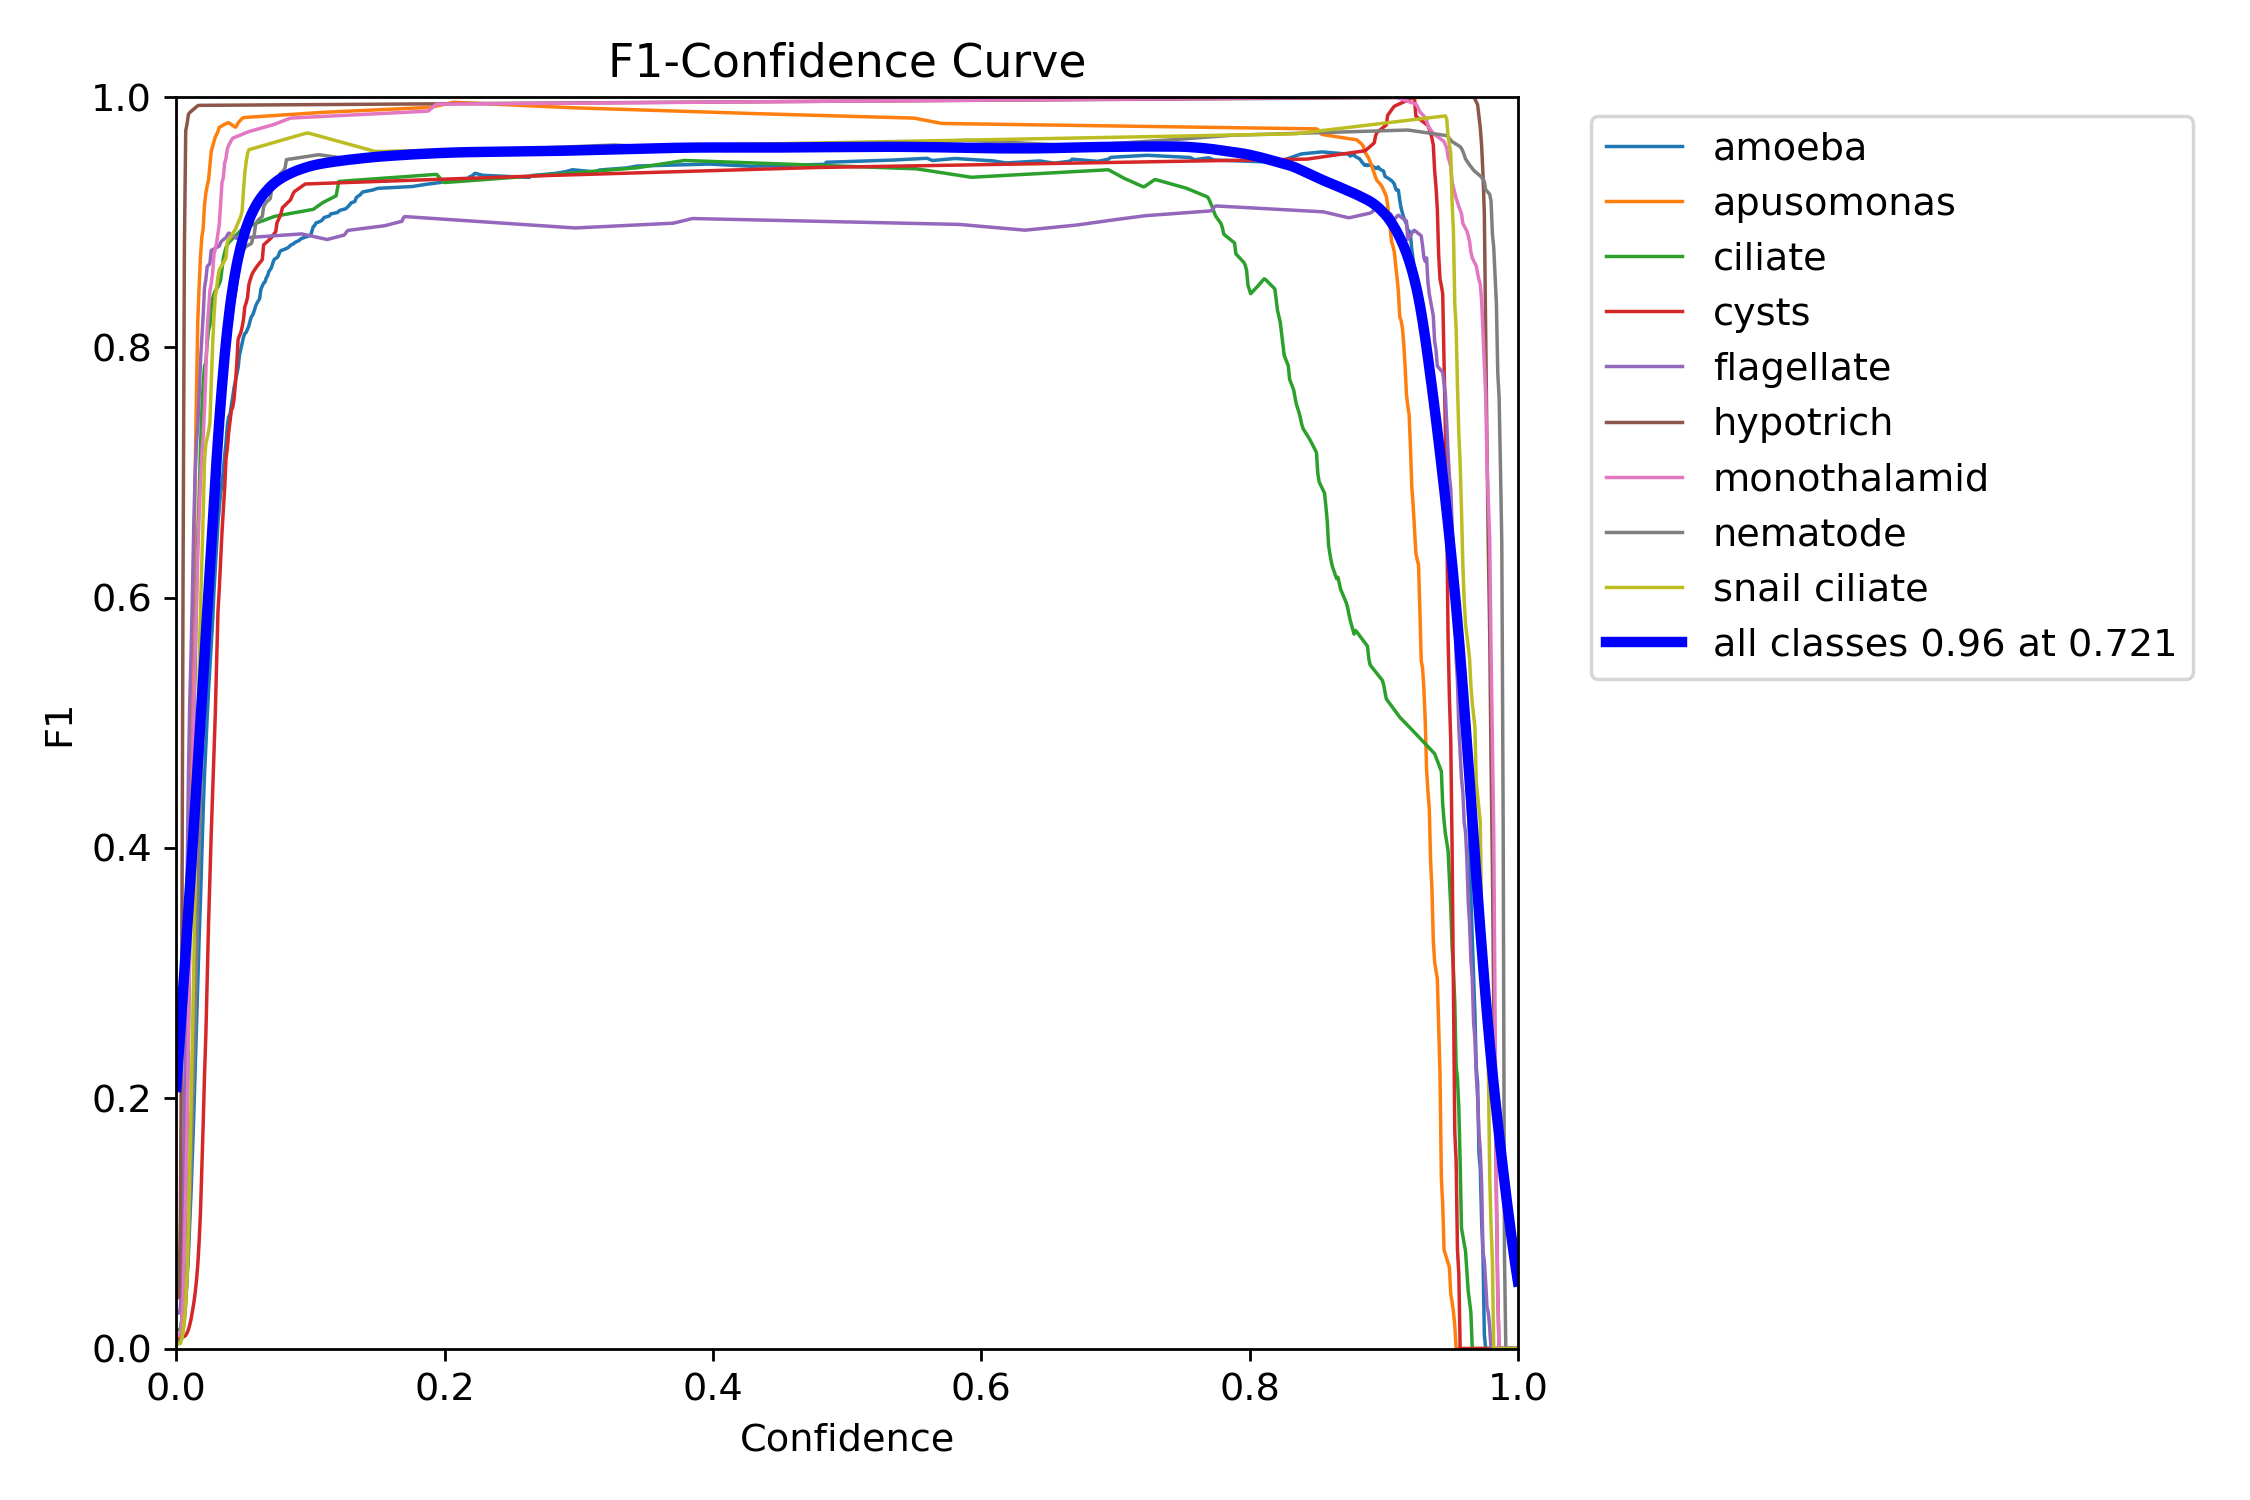 F1-Confidence Curve
1.0
0.8
0.6
0.4
0.2
0.0
F1
0.0 0.2 0.4 0.6 0.8 1.0
Confidence
amoeba
apusomonas
ciliate
cysts
flagellate
hypotrich
monothalamid
nematode
snail ciliate
all classes 0.96 at 0.721